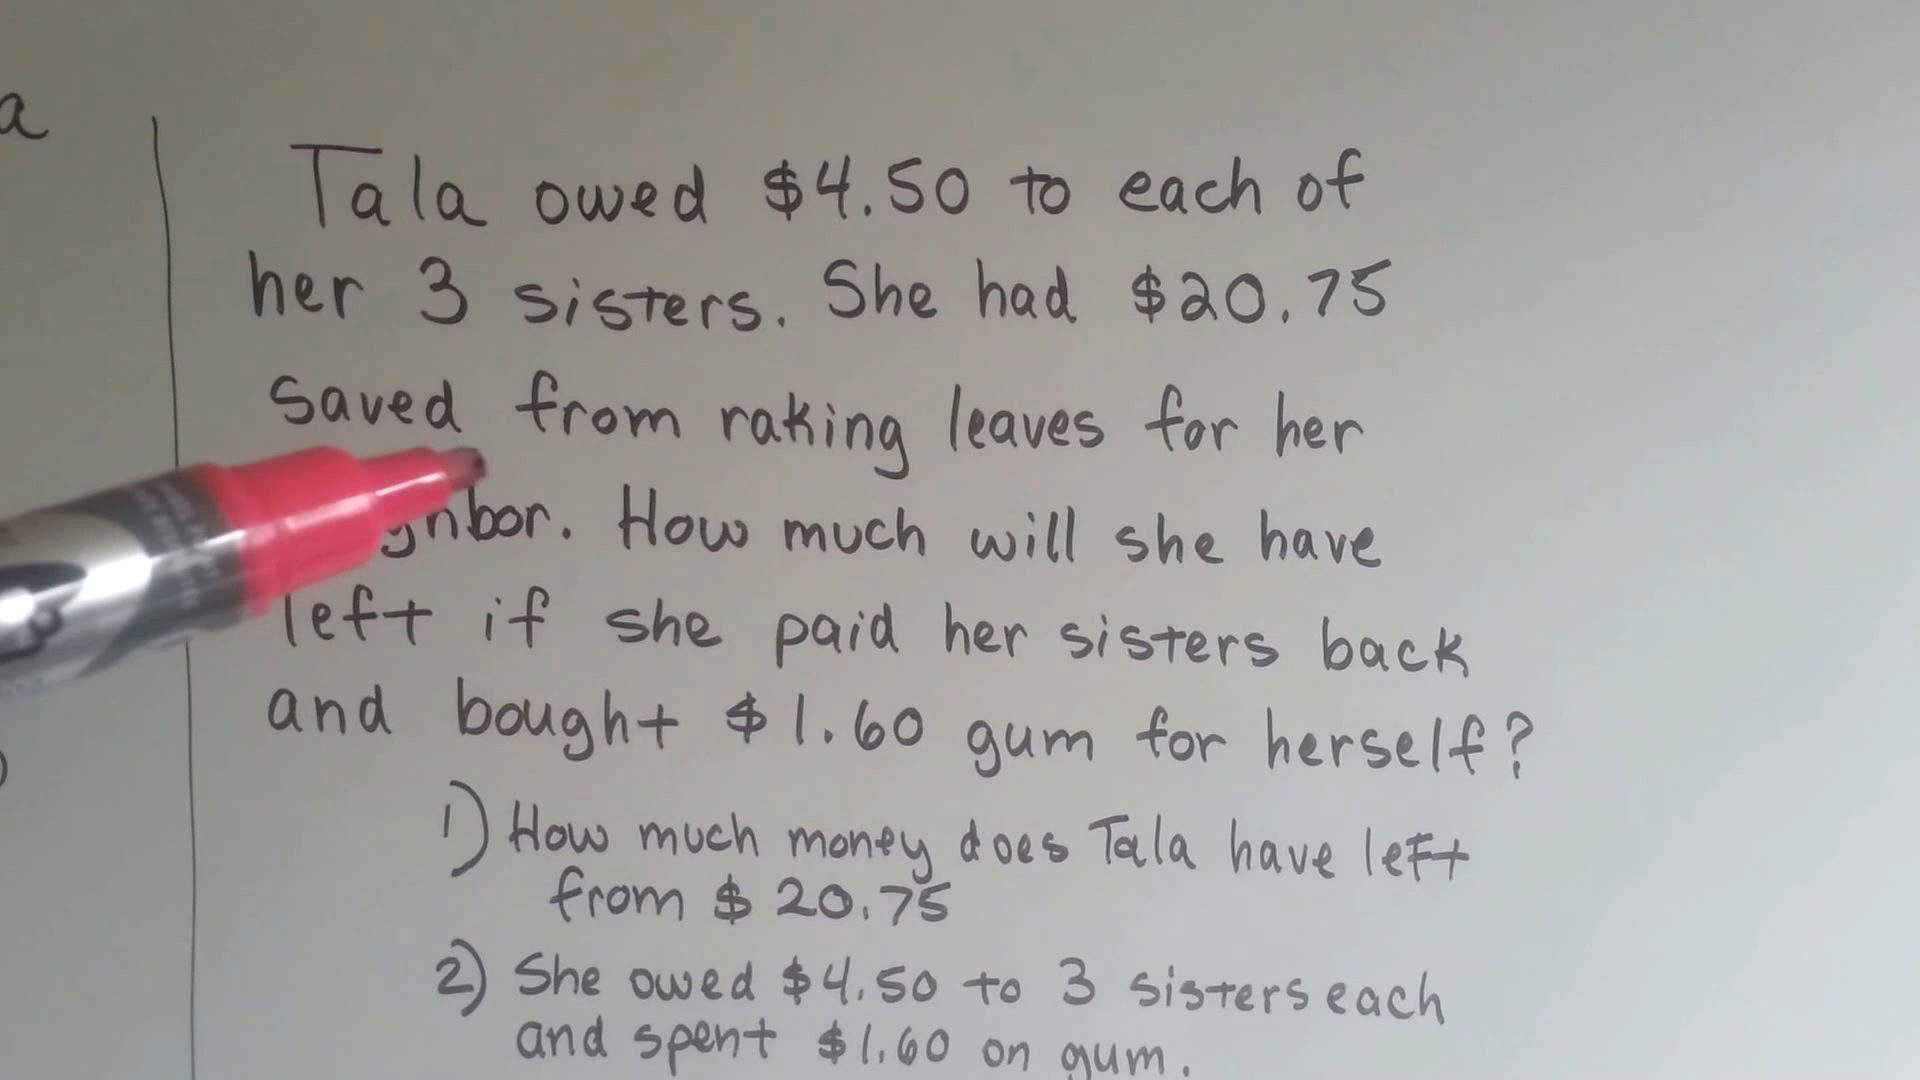 a
Tala owed $4.50 to each of
her 3 sisters. She had $20.75
saved from raking leaves for her
How much will she have
left if she paid her sisters back
and bought $1.60 gum for herself?
1) How much money does Tala have left
from $20.75
2) She owed $4.50 to 3 sisters each
and spent $1.60 on gum.